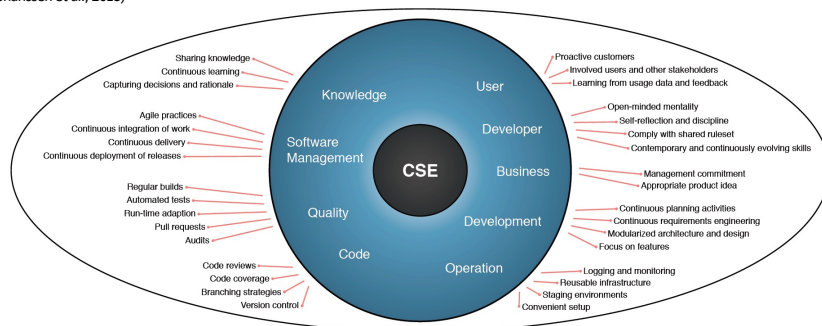 et al., 2019)
Sharing knowledge
Continuous learning
Capturing decisions and rationale
Knowledge
Agile practices
Continuous integration of work
Continuous delivery
Continuous deployment of releases
Software
Management
Regular builds
Automated tests
Run-time adaption
Pull requests
Audits
Quality
Code reviews
Code coverage
Branching strategies
Version control
Code
CSE
User
Proactive customers
Involved users and other stakeholders
Learning from usage data and feedback
Developer
Open-minded mentality
Self-reflection and discipline
Comply with shared ruleset
Contemporary and continuously evolving skills
Business
Management commitment
Appropriate product idea
Development
Continuous planning activities
Continuous requirements engineering
Modularized architecture and design
Focus on features
Operation
Logging and monitoring
Reusable infrastructure
Staging environments
Convenient setup